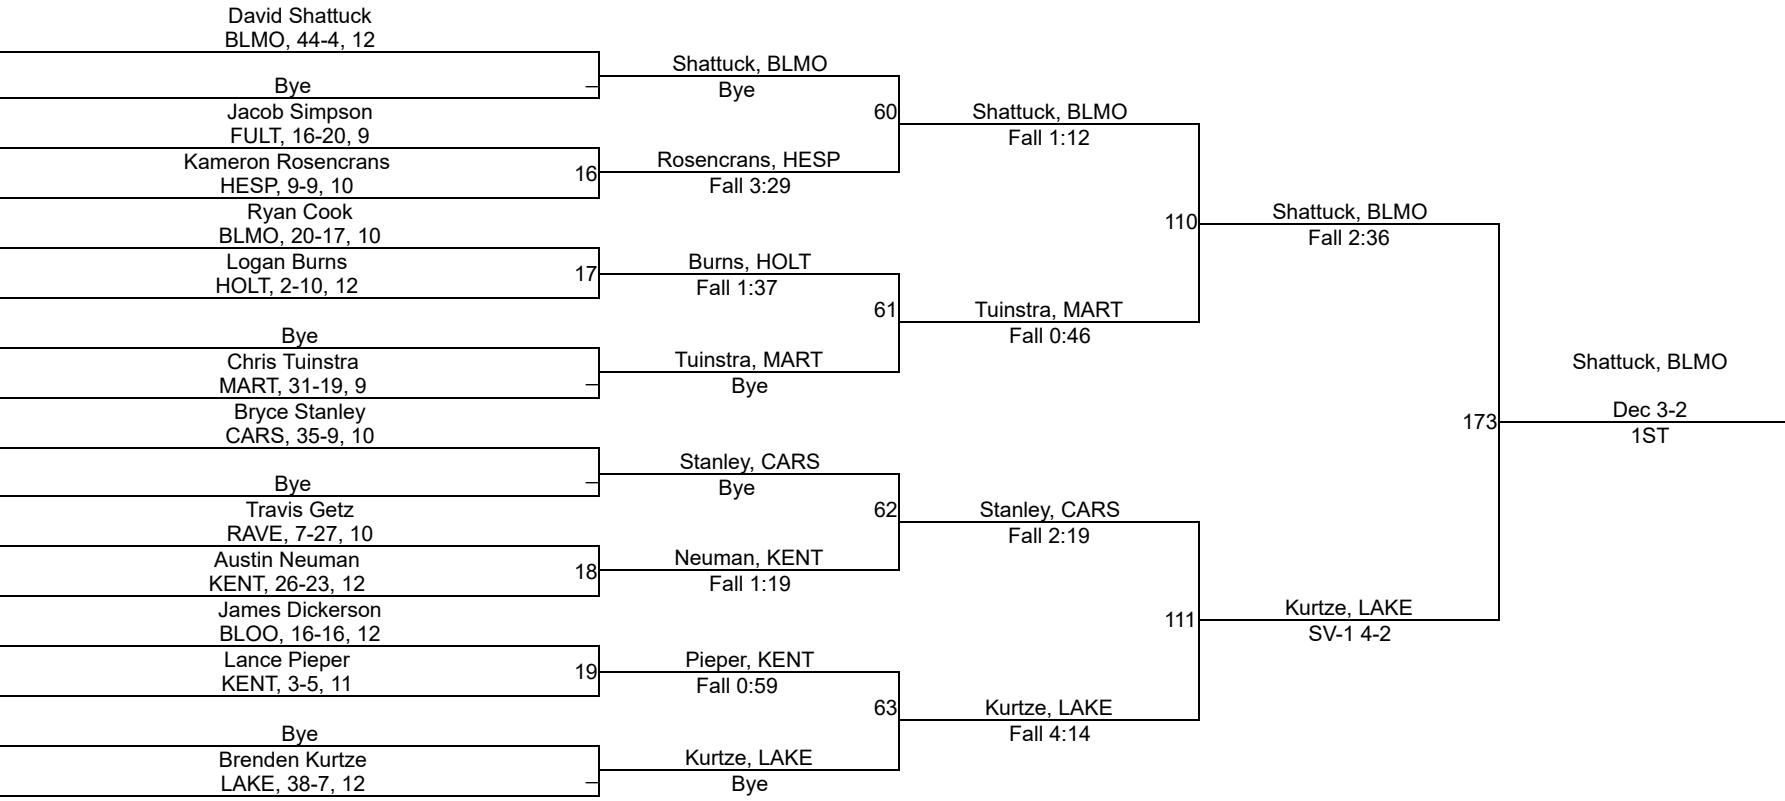 David Shattuck
BLMO, 44-4, 12
Bye
Jacob Simpson
FULT, 16-20, 9
Kameron Rosencrans
HESP, 9-9, 10
16
Ryan Cook
BLMO, 20-17, 10
Logan Burns
HOLT, 2-10, 12
17
Bye
Chris Tuinstra
MART, 31-19, 9
Bryce Stanley
CARS, 35-9, 10
Bye
Travis Getz
RAVE, 7-27, 10
Austin Neuman
KENT, 26-23, 12
18
James Dickerson
BLOO, 16-16, 12
Lance Pieper
KENT, 3-5, 11
19
Bye
Brenden Kurtze
LAKE, 38-7, 12
Shattuck, BLMO
Bye
60
Rosencrans, HESP
Fall 3:29
Burns, HOLT
Fall 1:37
61
Tuinstra, MART
Bye
Stanley, CARS
Bye
62
Neuman, KENT
Fall 1:19
Pieper, KENT
Fall 0:59
63
Kurtze, LAKE
Bye
Shattuck, BLMO
Fall 1:12
110
Tuinstra, MART
Fall 0:46
Stanley, CARS
Fall 2:19
111
Kurtze, LAKE
Fall 4:14
Shattuck, BLMO
Fall 2:36
173
Kurtze, LAKE
SV-1 4-2
Shattuck, BLMO
Dec 3-2
1ST